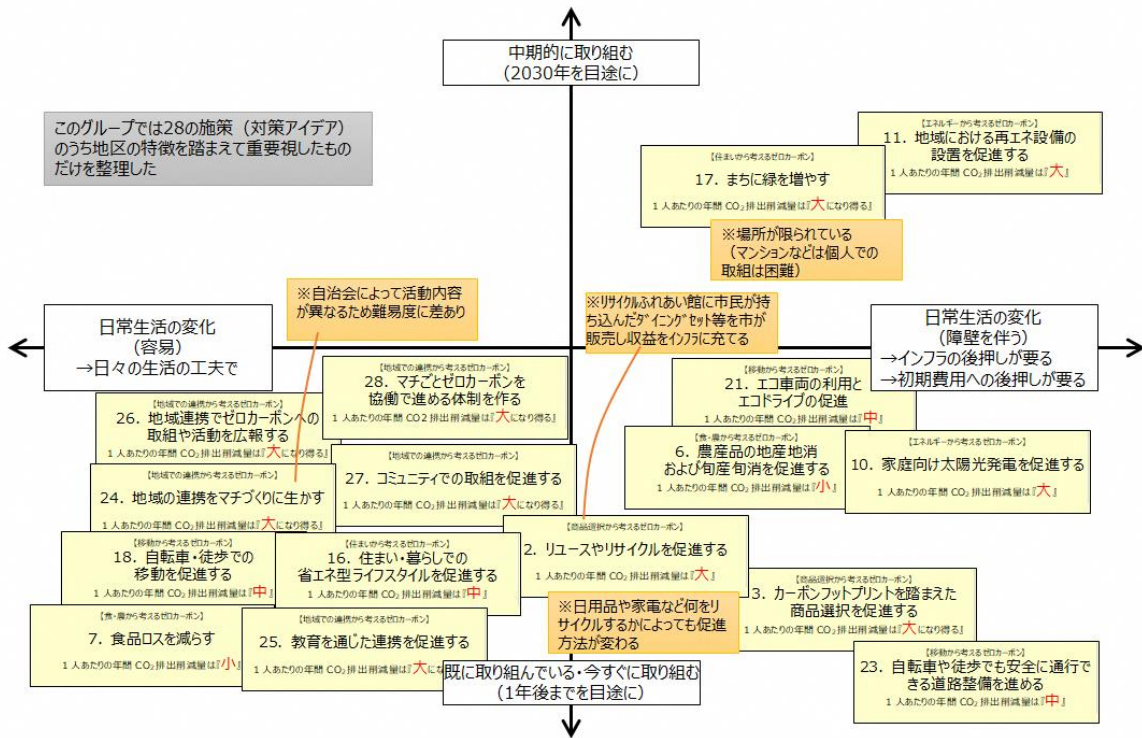 中期的に取り組む
(2030年を目途に)
このグループでは28の施策（対策アイデア）
のうち地区の特徴を踏まえて重要視したもの
だけを整理した
【エネルギーから考えるゼロカーボン】
11. 地域における再エネ設備の
設置を促進する
1 人あたりの年間 CO₂ 排出削減量は『大』
【住まいから考えるゼロカーボン】
17. まちに緑を増やす
1 人あたりの年間 CO₂ 排出削減量は『大になり得る』
※場所が限られている
（マンションなどは個人での
取組は困難）
※自治会によって活動内容
が異なるため難易度に差あり
※リサイクルふれあい館に市民が持
ち込んだダイニングセット等を市が
販売し収益をインフラに充てる
日常生活の変化
(容易)
→日々の生活の工夫で
日常生活の変化
(障壁を伴う)
→インフラの後押しが要る
→初期費用への後押しが要る
【地域での連携から考えるゼロカーボン】
28. マチごとゼロカーボンを
協働で進める体制を作る
1 人あたりの年間 CO2 排出削減量は『大になり得る』
【移動から考えるゼロカーボン】
21. エコ車両の利用と
エコドライブの促進
1 人あたりの年間 CO₂ 排出削減量は『中』
【地域での連携から考えるゼロカーボン】
26. 地域連携でゼロカーボンへの
取組や活動を広報する
1 人あたりの年間 CO₂ 排出削減量は『大になり得る』
【食・農から考えるゼロカーボン】
6. 農産品の地産地消
および旬産旬消を促進する
1 人あたりの年間 CO₂ 排出削減量は『小』
【エネルギーから考えるゼロカーボン】
10. 家庭向け太陽光発電を促進する
1 人あたりの年間 CO₂ 排出削減量は『大』
【地域での連携から考えるゼロカーボン】
27. コミュニティでの取組を促進する
1 人あたりの年間 CO₂ 排出削減量は『大になり得る』
【地域での連携から考えるゼロカーボン】
24. 地域の連携をマチづくりに生かす
1 人あたりの年間 CO₂ 排出削減量は『大になり得る』
【商品選択から考えるゼロカーボン】
2. リユースやリサイクルを促進する
1 人あたりの年間 CO₂ 排出削減量は『大』
【移動から考えるゼロカーボン】
18. 自転車・徒歩での
移動を促進する
1 人あたりの年間 CO₂ 排出削減量は『中』
【住まいから考えるゼロカーボン】
16. 住まい・暮らしでの
省エネ型ライフスタイルを促進する
1 人あたりの年間 CO₂ 排出削減量は『中』
【商品選択から考えるゼロカーボン】
3. カーボンフットプリントを踏まえた
商品選択を促進する
1 人あたりの年間 CO₂ 排出削減量は『大になり得る』
※日用品や家電など何をリ
サイクルするかによっても促進
方法が変わる
【食・農から考えるゼロカーボン】
7. 食品ロスを減らす
1 人あたりの年間 CO₂ 排出削減量は『小』
【地域での連携から考えるゼロカーボン】
25. 教育を通じた連携を促進する
1 人あたりの年間 CO₂ 排出削減量は『大にな
既に取り組んでいる・今すぐに取り組む
(1年後までを目途に)
【移動から考えるゼロカーボン】
23. 自転車や徒歩でも安全に通行で
きる道路整備を進める
1 人あたりの年間 CO₂ 排出削減量は『中』